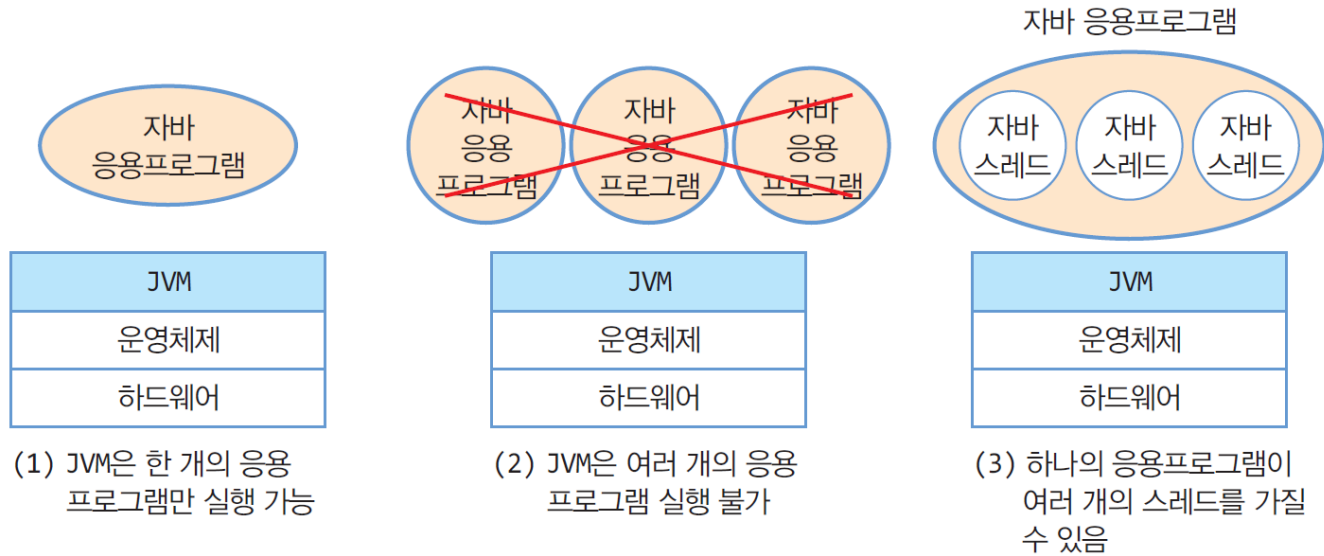 자바
응용프로그램
JVM
운영체제
하드웨어
(1) JVM은 한 개의 응용
프로그램만 실행 가능
자바
응용
프로그램
자바
응용
프로그램
자바
응용
프로그램
JVM
운영체제
하드웨어
(2) JVM은 여러 개의 응용
프로그램 실행 불가
자바 응용프로그램
자바
스레드
자바
스레드
자바
스레드
JVM
운영체제
하드웨어
(3) 하나의 응용프로그램이
여러 개의 스레드를 가질
수 있음